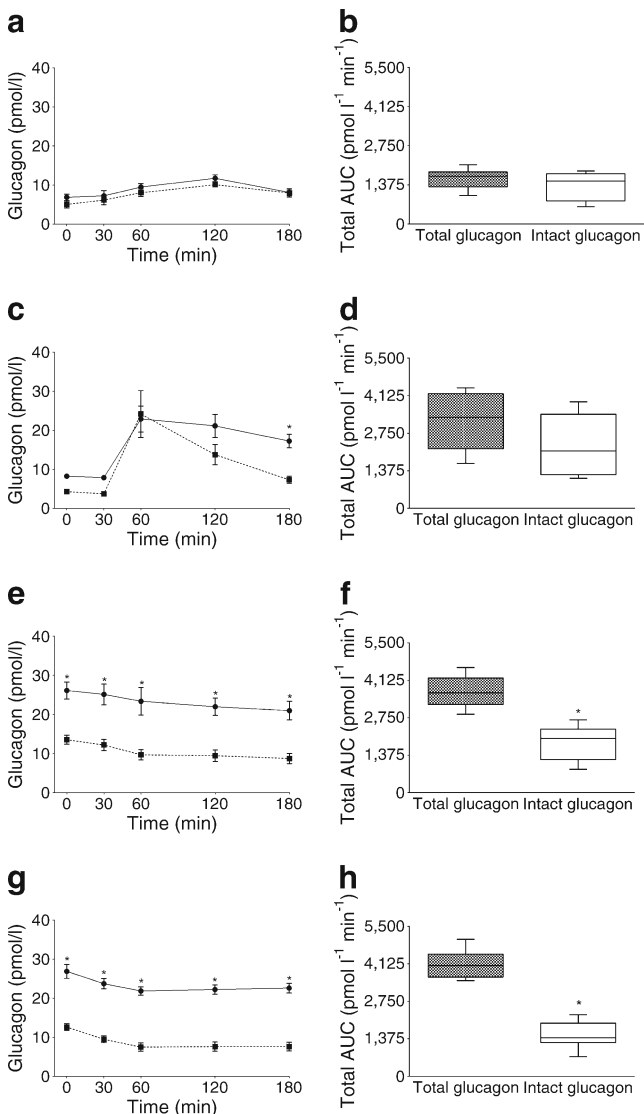 a
Glucagon (pmol/l)
40
30
20
10
0
0 30 60 120 180
Time (min)
b
Total AUC (pmol l⁻¹ min⁻¹)
5,500
4,125
2,750
1,375
0
Total glucagon Intact glucagon
c
Glucagon (pmol/l)
40
30
20
10
0
*
0 30 60 120 180
Time (min)
d
Total AUC (pmol l⁻¹ min⁻¹)
5,500
4,125
2,750
1,375
0
Total glucagon Intact glucagon
e
Glucagon (pmol/l)
40
30
20
10
0
* * * * *
0 30 60 120 180
Time (min)
f
Total AUC (pmol l⁻¹ min⁻¹)
5,500
4,125
2,750
1,375
0
*
Total glucagon Intact glucagon
g
Glucagon (pmol/l)
40
30
20
10
0
* * * * *
0 30 60 120 180
Time (min)
h
Total AUC (pmol l⁻¹ min⁻¹)
5,500
4,125
2,750
1,375
0
*
Total glucagon Intact glucagon